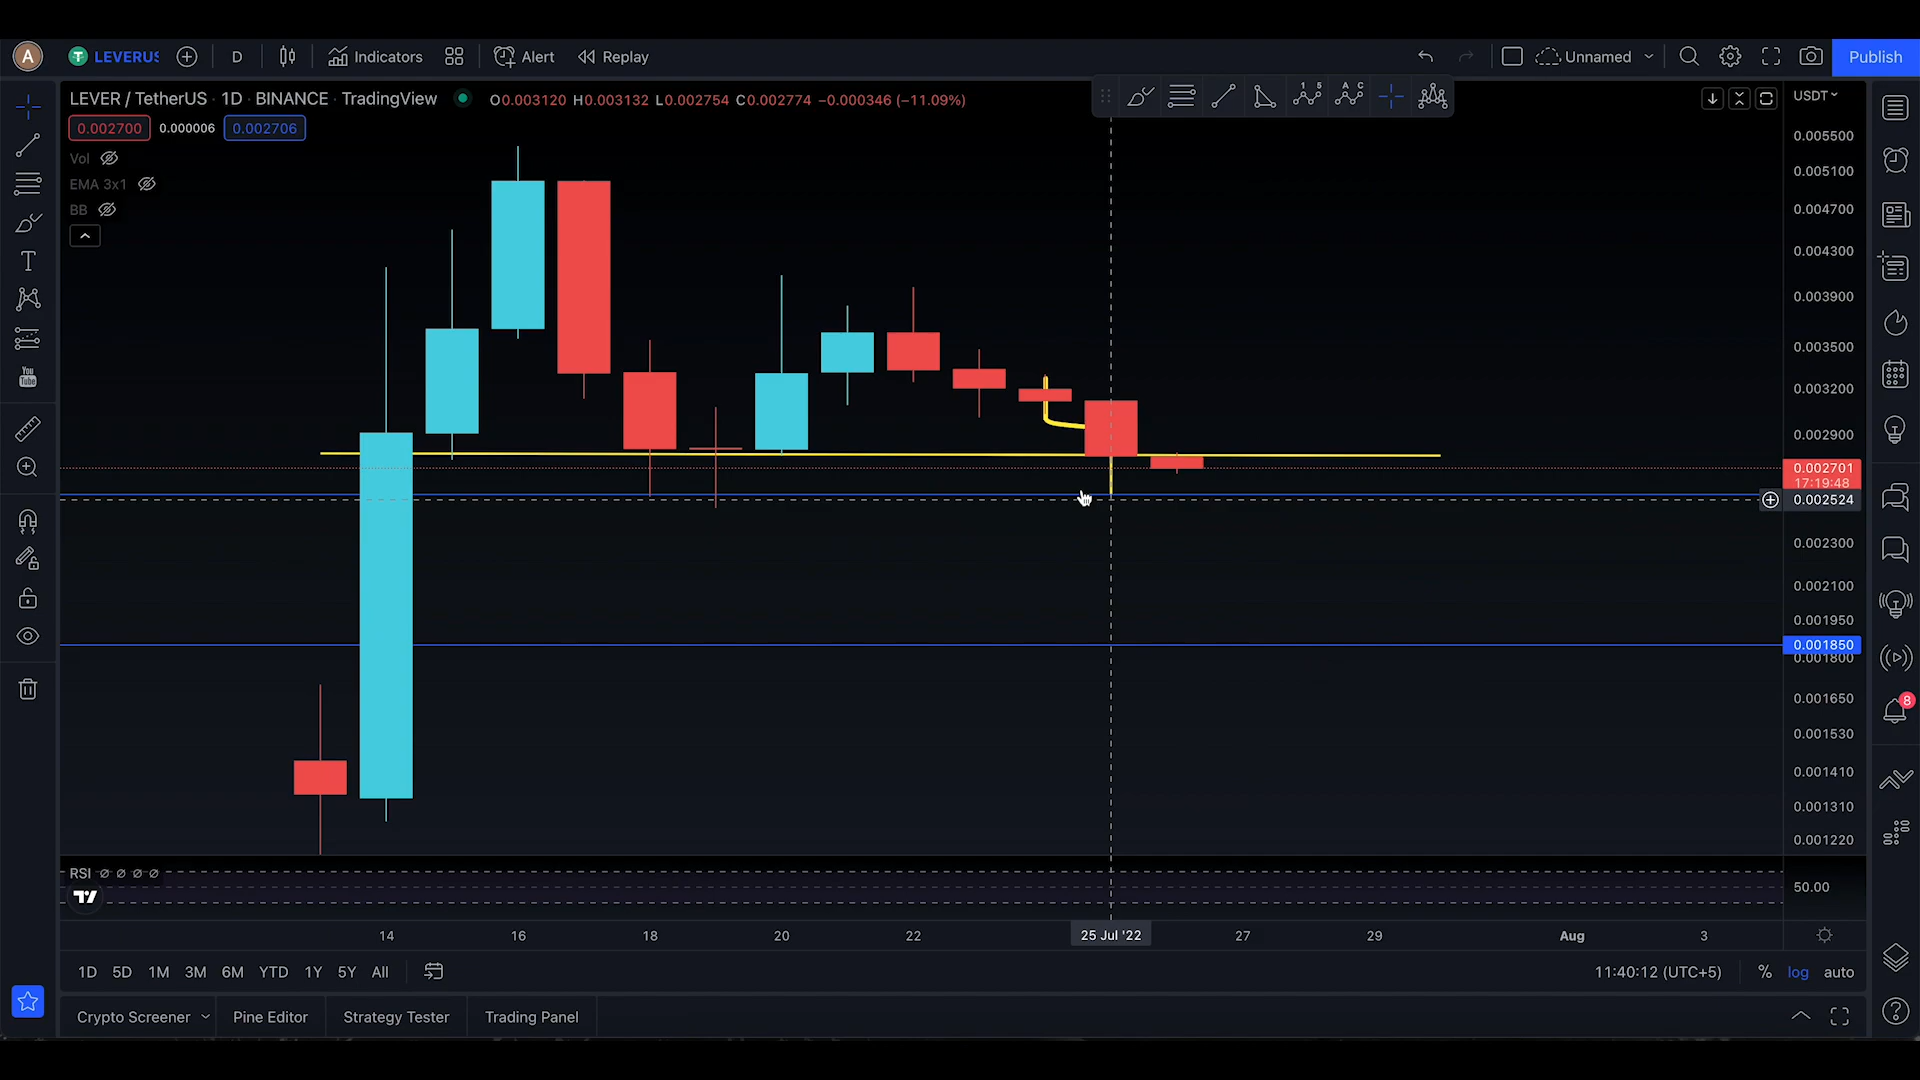 A LEVERUS D Indicators Alert Replay Unnamed Publish
LEVER / TetherUS · 1D · BINANCE · TradingView O0.003120 H0.003132 L0.002754 C0.002774 −0.000346 (−11.09%)
0.002700 0.000006 0.002706
Vol
EMA 3x1
BB
USDT
0.005500
0.005100
0.004700
0.004300
0.003900
0.003500
0.003200
0.002900
0.002701
17:19:48
0.002524
0.002300
0.002100
0.001950
0.001850
0.001800
0.001650
0.001530
0.001410
0.001310
0.001220
RSI ø ø ø ø
50.00
14 16 18 20 22 25 Jul '22 27 29 Aug 3
1D 5D 1M 3M 6M YTD 1Y 5Y All 11:40:12 (UTC+5) % log auto
Crypto Screener Pine Editor Strategy Tester Trading Panel
You
Tube
1 5
A C
8